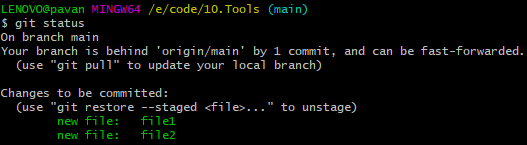 LENOVO@pavan MINGW64 /e/code/10.Tools (main)
$ git status
On branch main
Your branch is behind 'origin/main' by 1 commit, and can be fast-forwarded.
  (use "git pull" to update your local branch)

Changes to be committed:
  (use "git restore --staged <file>..." to unstage)
        new file:   file1
        new file:   file2